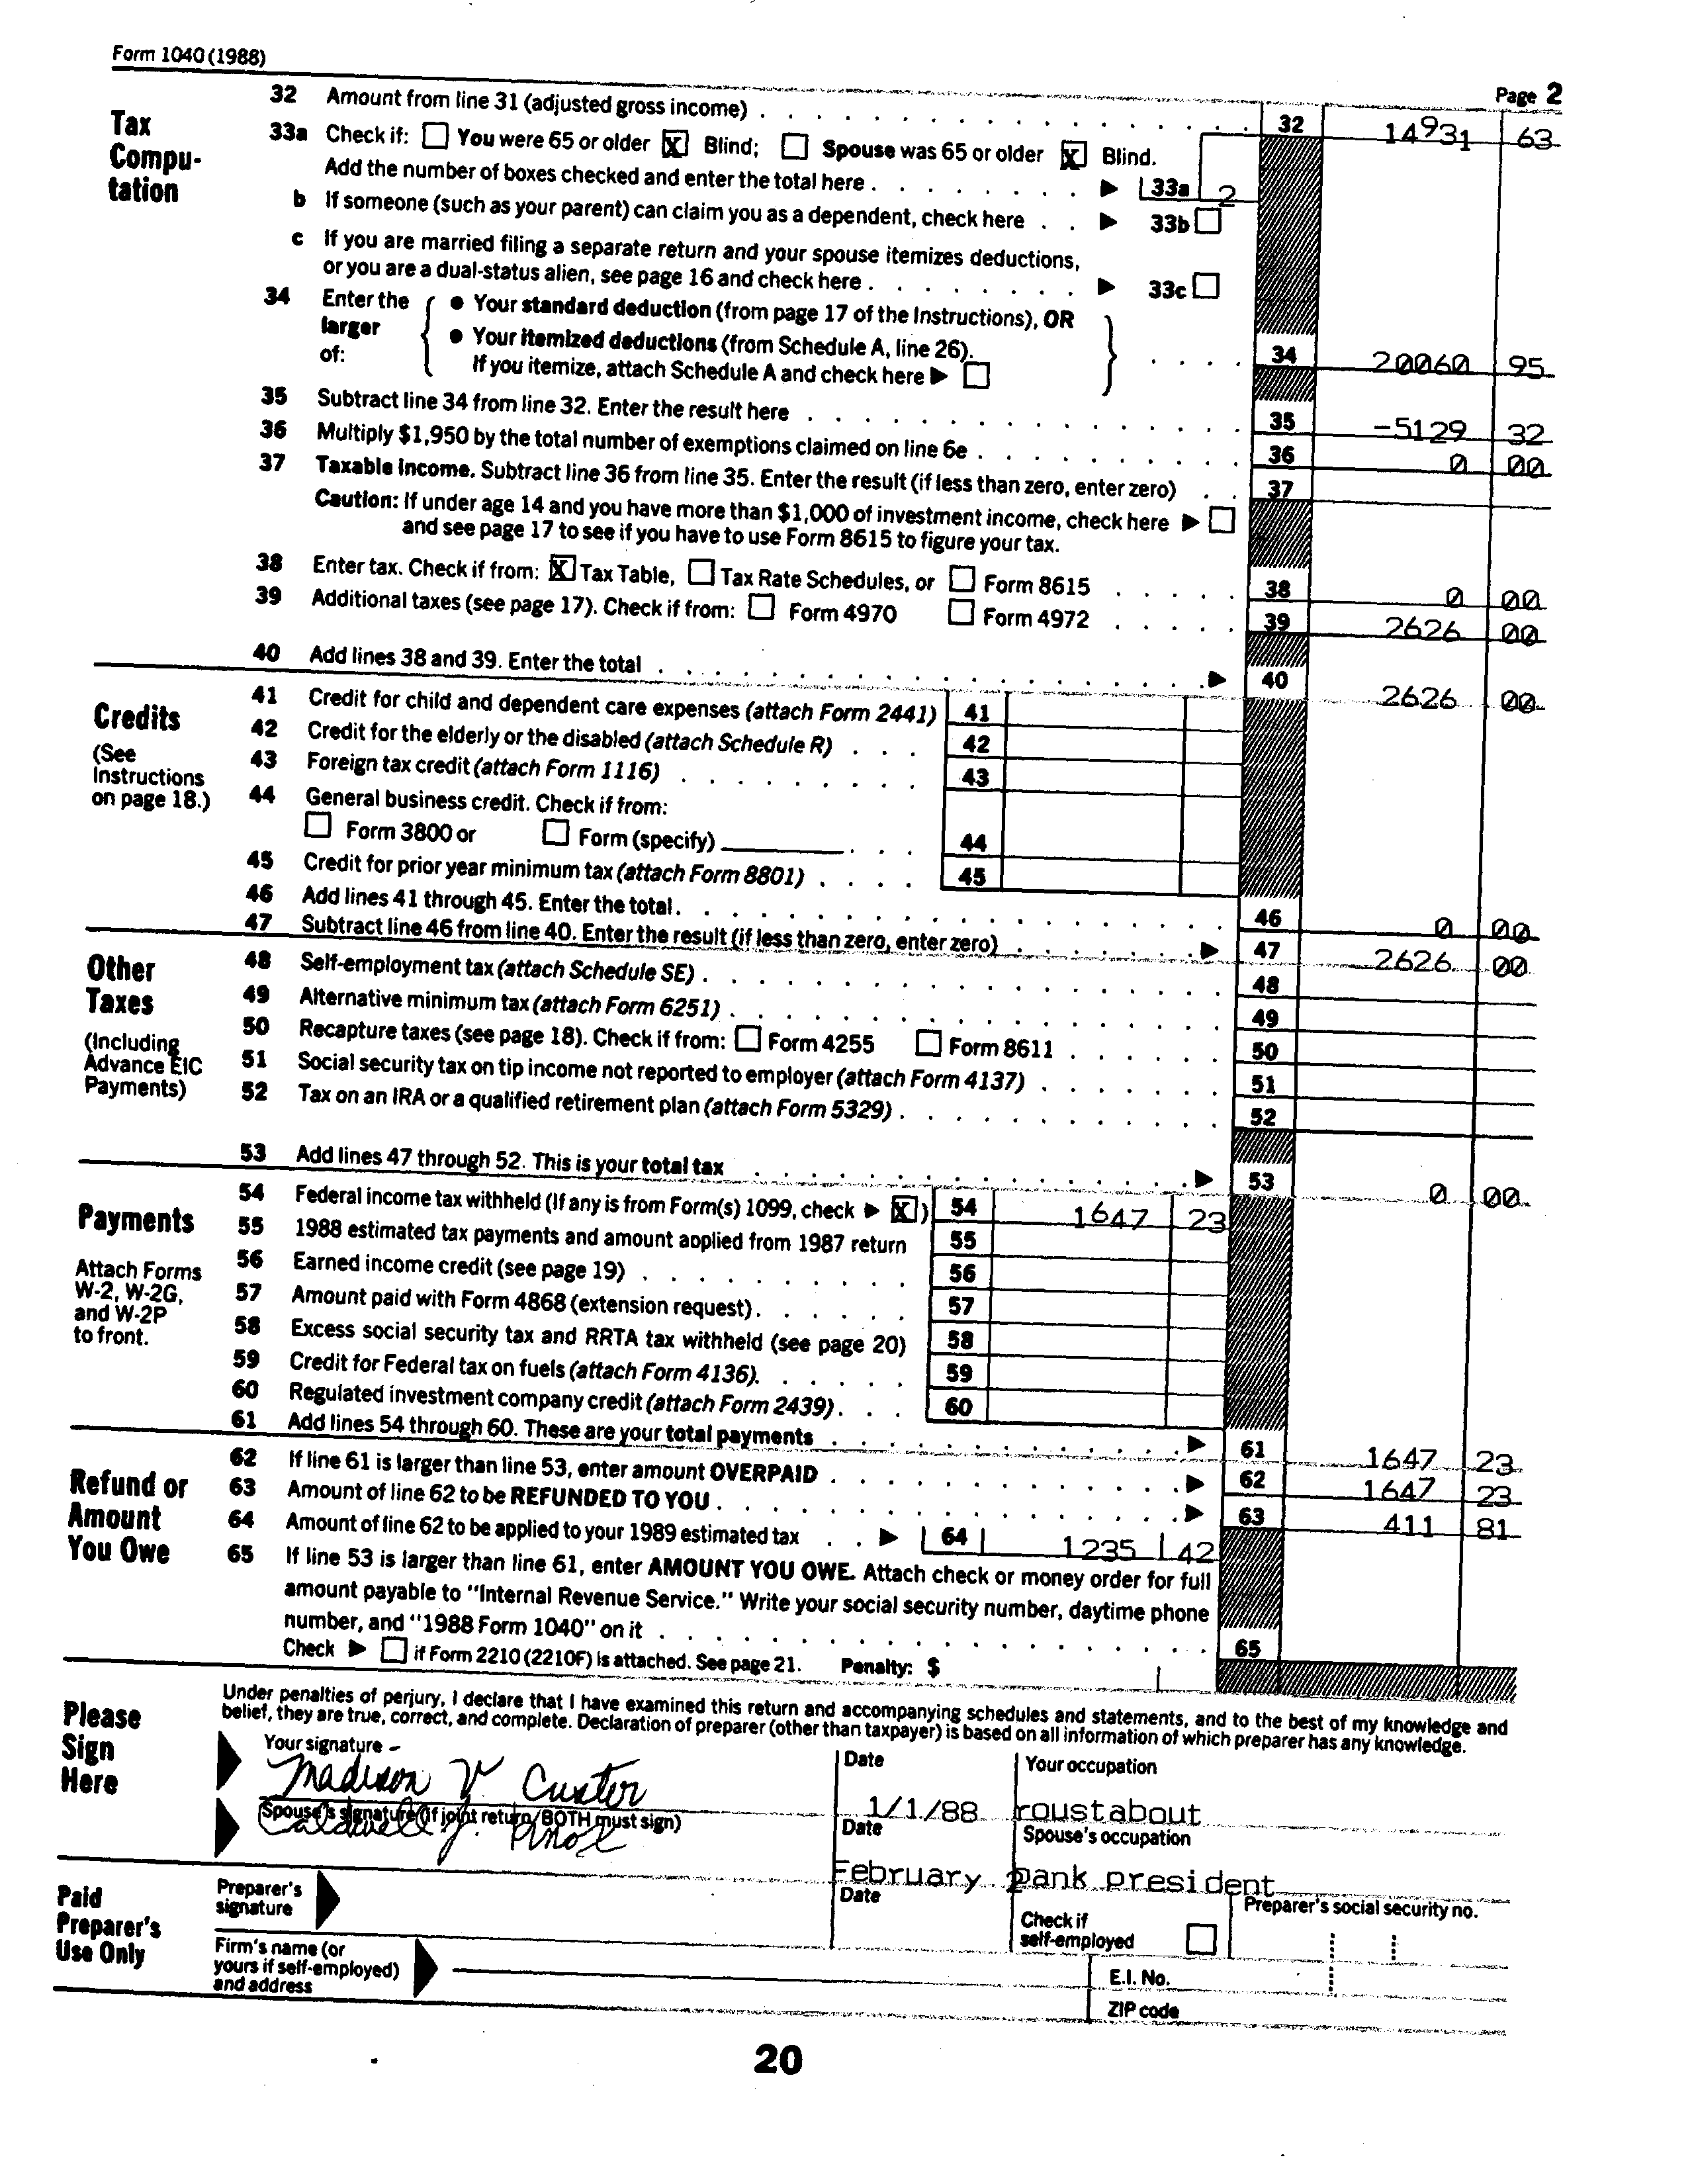 Form 1040 (1988)
Page 2
Tax Compu-tation
32 Amount from line 31 (adjusted gross income) 32 14931 63
33a Check if: You were 65 or older X Blind; Spouse was 65 or older X Blind.
Add the number of boxes checked and enter the total here 33a 2
b If someone (such as your parent) can claim you as a dependent, check here 33b
c If you are married filing a separate return and your spouse itemizes deductions,
or you are a dual-status alien, see page 16 and check here 33c
34 Enter the larger of:
• Your standard deduction (from page 17 of the Instructions), OR
• Your itemized deductions (from Schedule A, line 26).
If you itemize, attach Schedule A and check here
34 20060 95
35 Subtract line 34 from line 32. Enter the result here 35 -5129 32
36 Multiply $1,950 by the total number of exemptions claimed on line 6e 36 0 00
37 Taxable income. Subtract line 36 from line 35. Enter the result (if less than zero, enter zero) 37
Caution: If under age 14 and you have more than $1,000 of investment income, check here
and see page 17 to see if you have to use Form 8615 to figure your tax.
38 Enter tax. Check if from: X Tax Table, Tax Rate Schedules, or Form 8615 38 0 00
39 Additional taxes (see page 17). Check if from: Form 4970 Form 4972 39 2626 00
40 Add lines 38 and 39. Enter the total 40 2626 00
Credits
(See Instructions on page 18.)
41 Credit for child and dependent care expenses (attach Form 2441) 41
42 Credit for the elderly or the disabled (attach Schedule R) 42
43 Foreign tax credit (attach Form 1116) 43
44 General business credit. Check if from:
Form 3800 or Form (specify) 44
45 Credit for prior year minimum tax (attach Form 8801) 45
46 Add lines 41 through 45. Enter the total 46 0 00
47 Subtract line 46 from line 40. Enter the result (if less than zero, enter zero) 47 2626 00
Other Taxes
(Including Advance EIC Payments)
48 Self-employment tax (attach Schedule SE) 48
49 Alternative minimum tax (attach Form 6251) 49
50 Recapture taxes (see page 18). Check if from: Form 4255 Form 8611 50
51 Social security tax on tip income not reported to employer (attach Form 4137) 51
52 Tax on an IRA or a qualified retirement plan (attach Form 5329) 52
53 Add lines 47 through 52. This is your total tax 53 0 00
Payments
Attach Forms W-2, W-2G, and W-2P to front.
54 Federal income tax withheld (If any is from Form(s) 1099, check X) 54 1647 23
55 1988 estimated tax payments and amount applied from 1987 return 55
56 Earned income credit (see page 19) 56
57 Amount paid with Form 4868 (extension request) 57
58 Excess social security tax and RRTA tax withheld (see page 20) 58
59 Credit for Federal tax on fuels (attach Form 4136) 59
60 Regulated investment company credit (attach Form 2439) 60
61 Add lines 54 through 60. These are your total payments 61 1647 23
Refund or Amount You Owe
62 If line 61 is larger than line 53, enter amount OVERPAID 62 1647 23
63 Amount of line 62 to be REFUNDED TO YOU 63 411 81
64 Amount of line 62 to be applied to your 1989 estimated tax 64 1235 42
65 If line 53 is larger than line 61, enter AMOUNT YOU OWE. Attach check or money order for full
amount payable to "Internal Revenue Service." Write your social security number, daytime phone
number, and "1988 Form 1040" on it 65
Check if Form 2210 (2210F) is attached. See page 21. Penalty: $
Please Sign Here
Under penalties of perjury, I declare that I have examined this return and accompanying schedules and statements, and to the best of my knowledge and
belief, they are true, correct, and complete. Declaration of preparer (other than taxpayer) is based on all information of which preparer has any knowledge.
Your signature Date Your occupation
Madison V Custer 1/1/88 roustabout
Spouse's signature (if joint return, BOTH must sign) Date Spouse's occupation
Caldwell J. February bank president
Paid Preparer's Use Only
Preparer's signature Date Check if self-employed Preparer's social security no.
Firm's name (or yours if self-employed) and address
E.I. No.
ZIP code
20